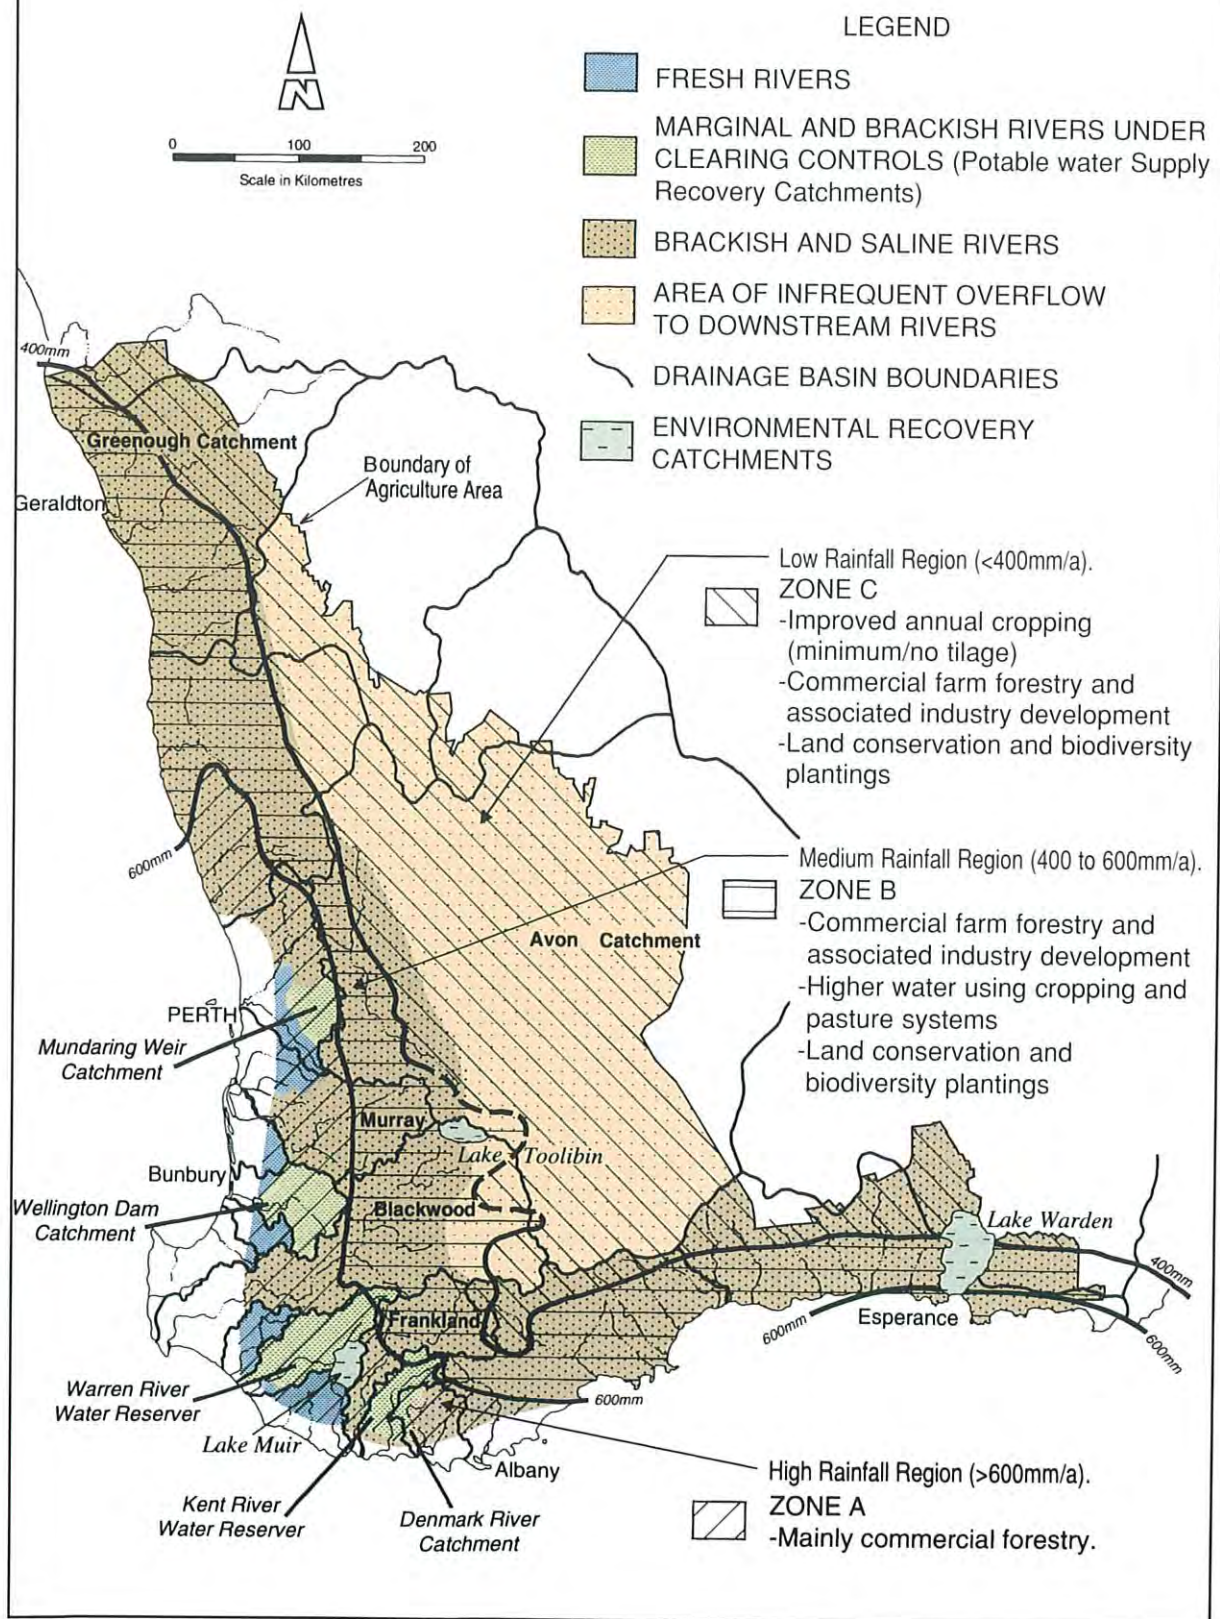 LEGEND
FRESH RIVERS
MARGINAL AND BRACKISH RIVERS UNDER
CLEARING CONTROLS (Potable water Supply
Recovery Catchments)
BRACKISH AND SALINE RIVERS
AREA OF INFREQUENT OVERFLOW
TO DOWNSTREAM RIVERS
DRAINAGE BASIN BOUNDARIES
ENVIRONMENTAL RECOVERY
CATCHMENTS
N
0 100 200
Scale in Kilometres
400mm
Greenough Catchment
Geraldton
Boundary of
Agriculture Area
Low Rainfall Region (<400mm/a).
ZONE C
-Improved annual cropping
(minimum/no tilage)
-Commercial farm forestry and
associated industry development
-Land conservation and biodiversity
plantings
600mm
Medium Rainfall Region (400 to 600mm/a).
ZONE B
-Commercial farm forestry and
associated industry development
-Higher water using cropping and
pasture systems
-Land conservation and
biodiversity plantings
Avon Catchment
PERTH
Mundaring Weir
Catchment
Murray
Lake Toolibin
Bunbury
Wellington Dam
Catchment
Blackwood
Lake Warden
400mm
Esperance
600mm
600mm
Frankland
Warren River
Water Reserver
Lake Muir
600mm
Albany
Kent River
Water Reserver
Denmark River
Catchment
High Rainfall Region (>600mm/a).
ZONE A
-Mainly commercial forestry.